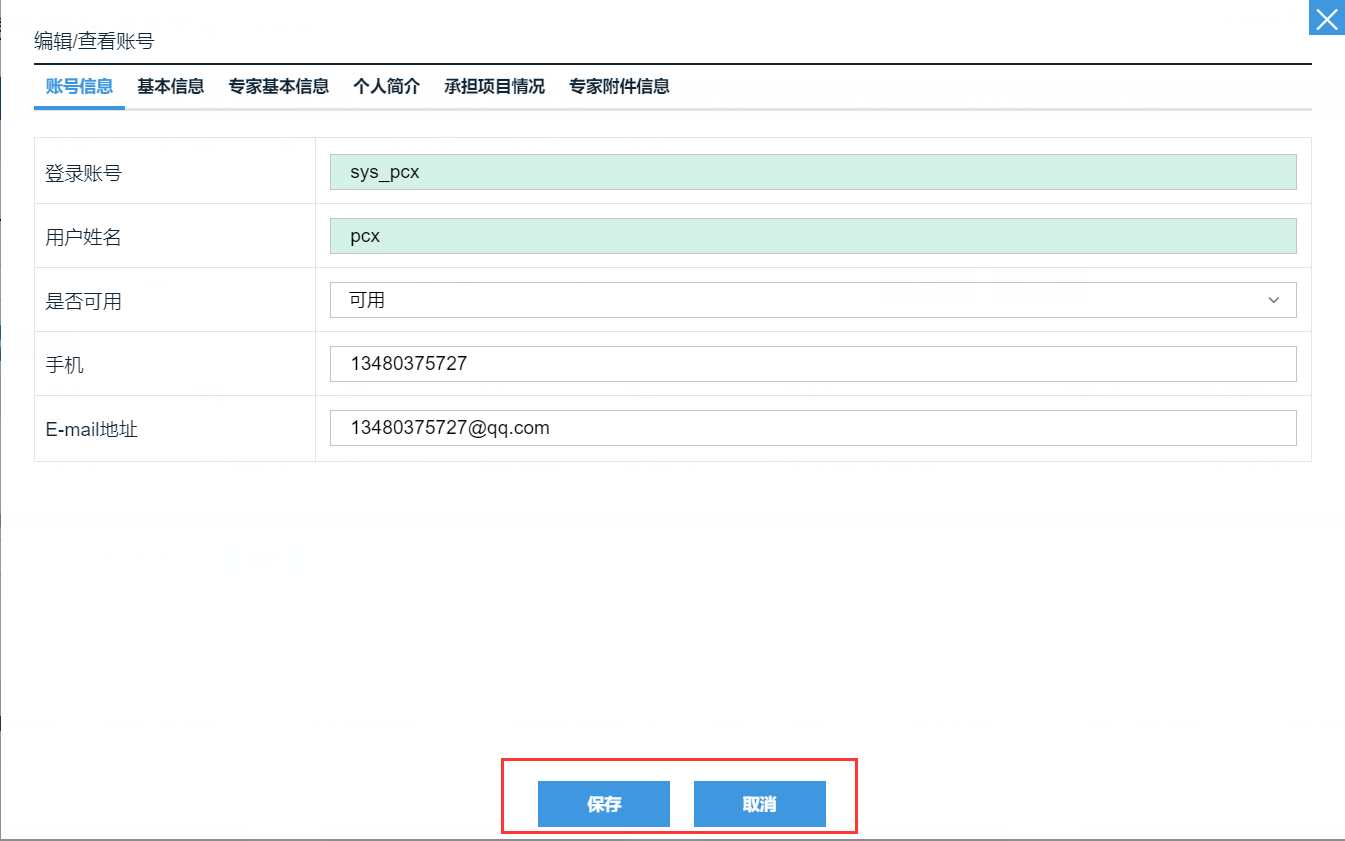 编辑/查看账号
账号信息 基本信息 专家基本信息 个人简介 承担项目情况 专家附件信息
登录账号 sys_pcx
用户姓名 pcx
是否可用 可用
手机 13480375727
E-mail地址 13480375727@qq.com
保存 取消